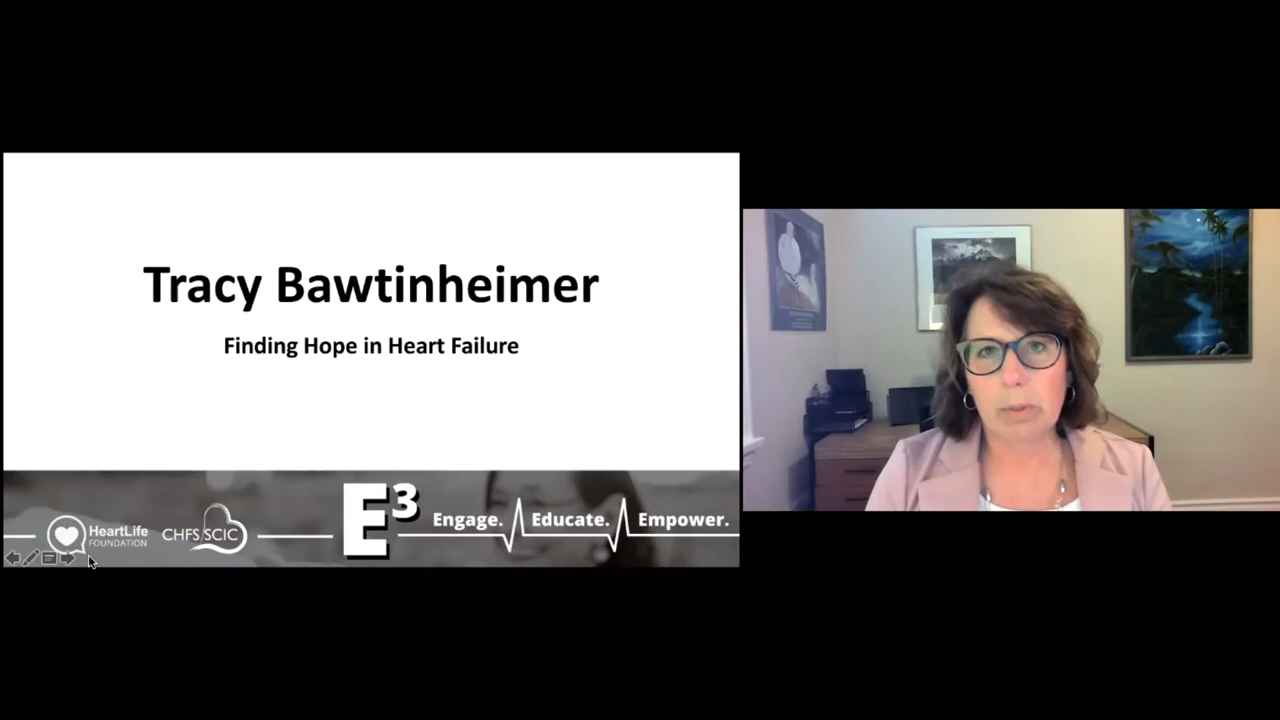 Tracy Bawtinheimer
Finding Hope in Heart Failure
HeartLife
FOUNDATION
CHFS SCIC
E³
Engage. Educate. Empower.